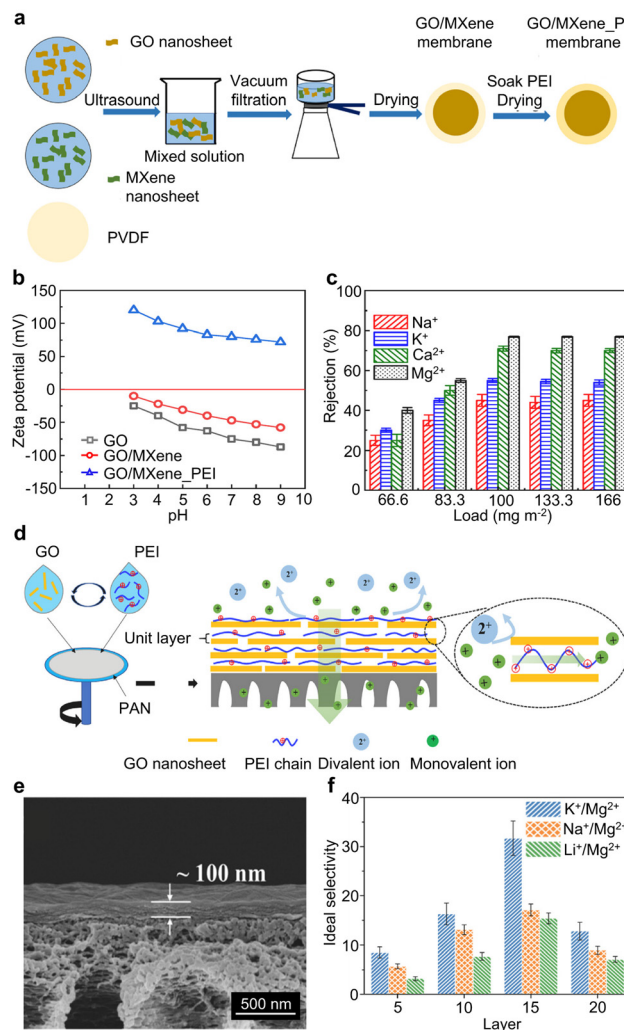 a
GO nanosheet
Ultrasound
Mixed solution
MXene
nanosheet
PVDF
Vacuum
filtration
Drying
GO/MXene
membrane
Soak PEI
Drying
GO/MXene_P
membrane
b
Zeta potential (mV)
150
100
50
0
-50
-100
-150
1 2 3 4 5 6 7 8 9 10
pH
GO
GO/MXene
GO/MXene_PEI
c
Rejection (%)
100
80
60
40
20
0
Na⁺
K⁺
Ca²⁺
Mg²⁺
66.6 83.3 100 133.3 166
Load (mg m⁻²)
d
GO PEI
PAN
Unit layer
2⁺ 2⁺ 2⁺ 2⁺
2⁺
GO nanosheet PEI chain Divalent ion Monovalent ion
2⁺
e
~ 100 nm
500 nm
f
Ideal selectivity
40
30
20
10
0
K⁺/Mg²⁺
Na⁺/Mg²⁺
Li⁺/Mg²⁺
5 10 15 20
Layer